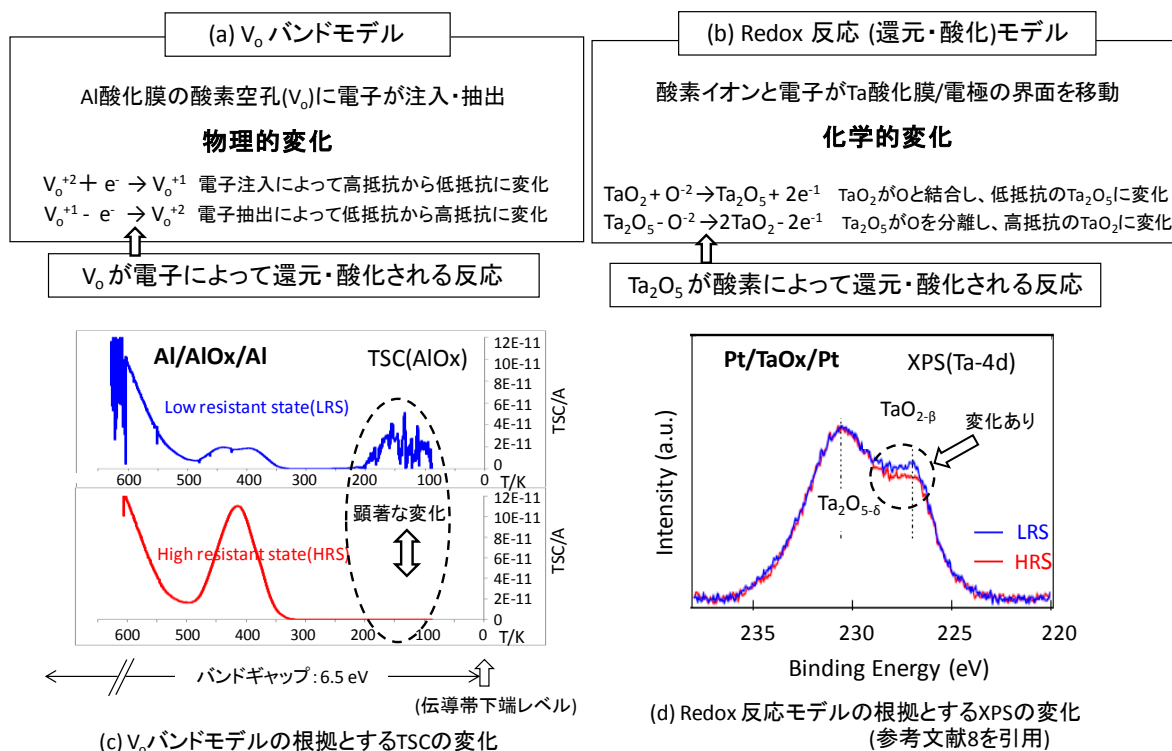 (a) Vo バンドモデル
Al酸化膜の酸素空孔(Vo)に電子が注入・抽出
物理的変化
Vo+2＋ e- → Vo+1 電子注入によって高抵抗から低抵抗に変化
Vo+1 - e- → Vo+2 電子抽出によって低抵抗から高抵抗に変化
Vo が電子によって還元・酸化される反応
(b) Redox 反応 (還元・酸化)モデル
酸素イオンと電子がTa酸化膜/電極の界面を移動
化学的変化
TaO2 + O-2 →Ta2O5 + 2e-1 TaO2がOと結合し、低抵抗のTa2O5に変化
Ta2O5 - O-2 →2TaO2 - 2e-1 Ta2O5がOを分離し、高抵抗のTaO2に変化
Ta2O5 が酸素によって還元・酸化される反応
Al/AlOx/Al
TSC(AlOx)
Low resistant state(LRS)
12E-11
10E-11
8E-11
6E-11
4E-11
2E-11
0
TSC/A
600 500 400 300 200 100 0 T/K
顕著な変化
High resistant state(HRS)
12E-11
10E-11
8E-11
6E-11
4E-11
2E-11
0
TSC/A
600 500 400 300 200 100 0 T/K
バンドギャップ：6.5 eV
(伝導帯下端レベル)
(c) Voバンドモデルの根拠とするTSCの変化
Pt/TaOx/Pt
XPS(Ta-4d)
TaO2-β
変化あり
Ta2O5-δ
LRS
HRS
Intensity (a.u.)
235 230 225 220
Binding Energy (eV)
(d) Redox 反応モデルの根拠とするXPSの変化
(参考文献8を引用)